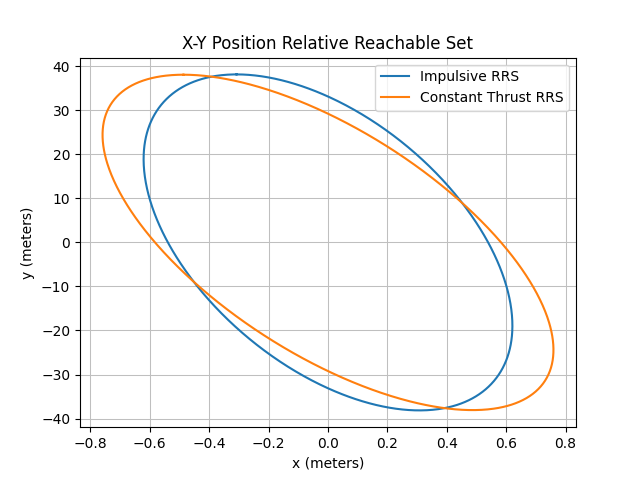 X-Y Position Relative Reachable Set
Impulsive RRS
Constant Thrust RRS
40
30
20
10
0
−10
−20
−30
−40
y (meters)
−0.8 −0.6 −0.4 −0.2 0.0 0.2 0.4 0.6 0.8
x (meters)